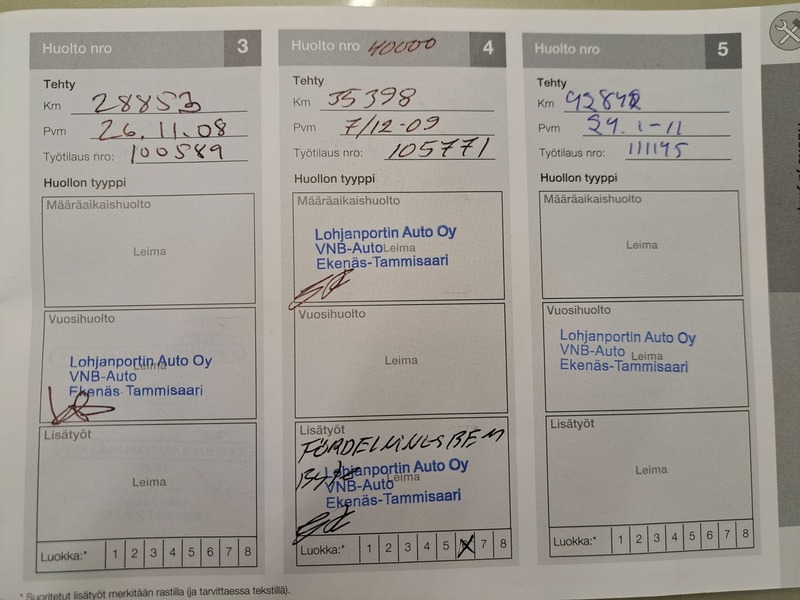 Huolto nro 3
Tehty
Km 28853
Pvm 26.11.08
Työtilaus nro: 100589
Huollon tyyppi
Määräaikaishuolto
Leima
Vuosihuolto
Leima
Lohjanportin Auto Oy
VNB-Auto
Ekenäs-Tammisaari
Lisätyöt
Leima
Luokka:* 1 2 3 4 5 6 7 8
Huolto nro 40000 4
Tehty
Km 35398
Pvm 7/12-09
Työtilaus nro: 105771
Huollon tyyppi
Määräaikaishuolto
Lohjanportin Auto Oy
VNB-Auto Leima
Ekenäs-Tammisaari
Vuosihuolto
Leima
Lisätyöt
FÖRDELNINGSREM
Lohjanportin Auto Oy
VNB-Auto Leima
Ekenäs-Tammisaari
Luokka:* 1 2 3 4 5 6 7 8
Huolto nro 5
Tehty
Km
Pvm
Työtilaus nro: 111145
Huollon tyyppi
Määräaikaishuolto
Leima
Vuosihuolto
Lohjanportin Auto Oy
VNB-Auto Leima
Ekenäs-Tammisaari
Lisätyöt
Leima
Luokka:* 1 2 3 4 5 6 7 8
* Suoritetut lisätyöt merkitään rastilla (ja tarvittaessa tekstillä).